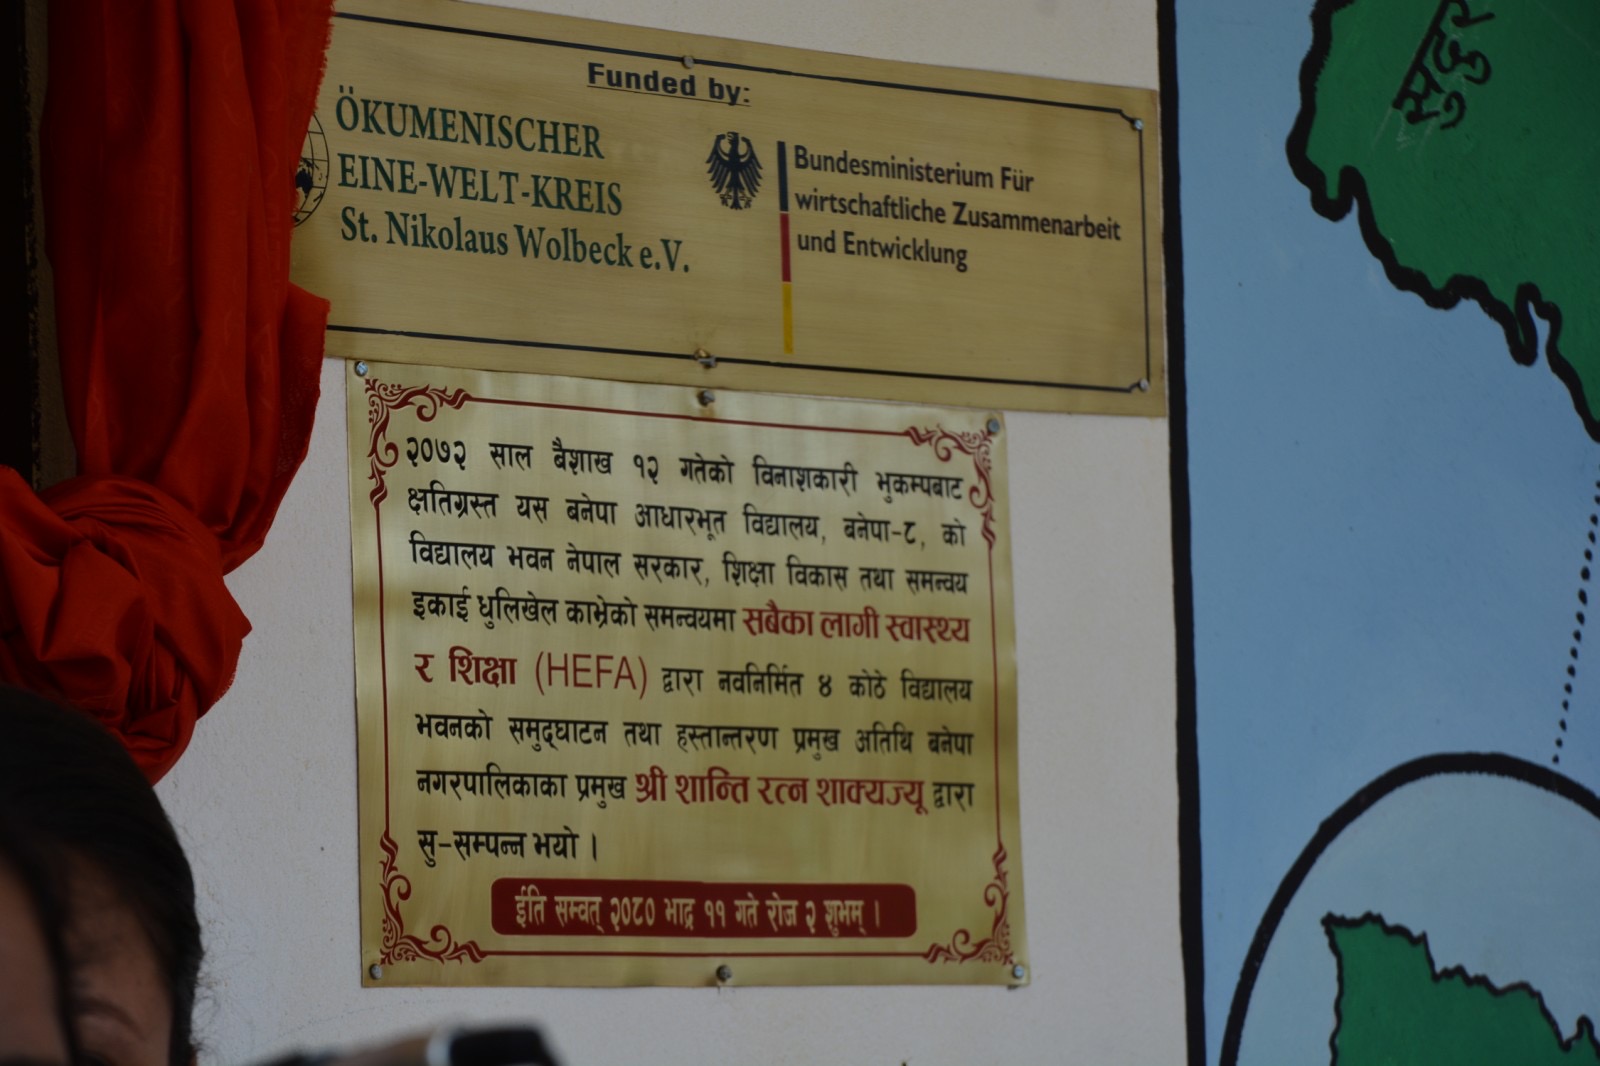 Funded by:
ÖKUMENISCHER
EINE-WELT-KREIS
St. Nikolaus Wolbeck e.V.
Bundesministerium Für
wirtschaftliche Zusammenarbeit
und Entwicklung
२०७२ साल बैशाख १२ गतेको विनाशकारी भुकम्पबाट
क्षतिग्रस्त यस बनेपा आधारभूत विद्यालय, बनेपा-८, को
विद्यालय भवन नेपाल सरकार, शिक्षा विकास तथा समन्वय
इकाई धुलिखेल काभ्रेको समन्वयमा सबैका लागी स्वास्थ्य
र शिक्षा (HEFA) द्वारा नवनिर्मित ४ कोठे विद्यालय
भवनको समुद्घाटन तथा हस्तान्तरण प्रमुख अतिथि बनेपा
नगरपालिकाका प्रमुख श्री शान्ति रत्न शाक्यज्यू द्वारा
सु-सम्पन्न भयो ।
ईति सम्वत् २०८० भाद्र ११ गते रोज २ शुभम् ।
सुदुर